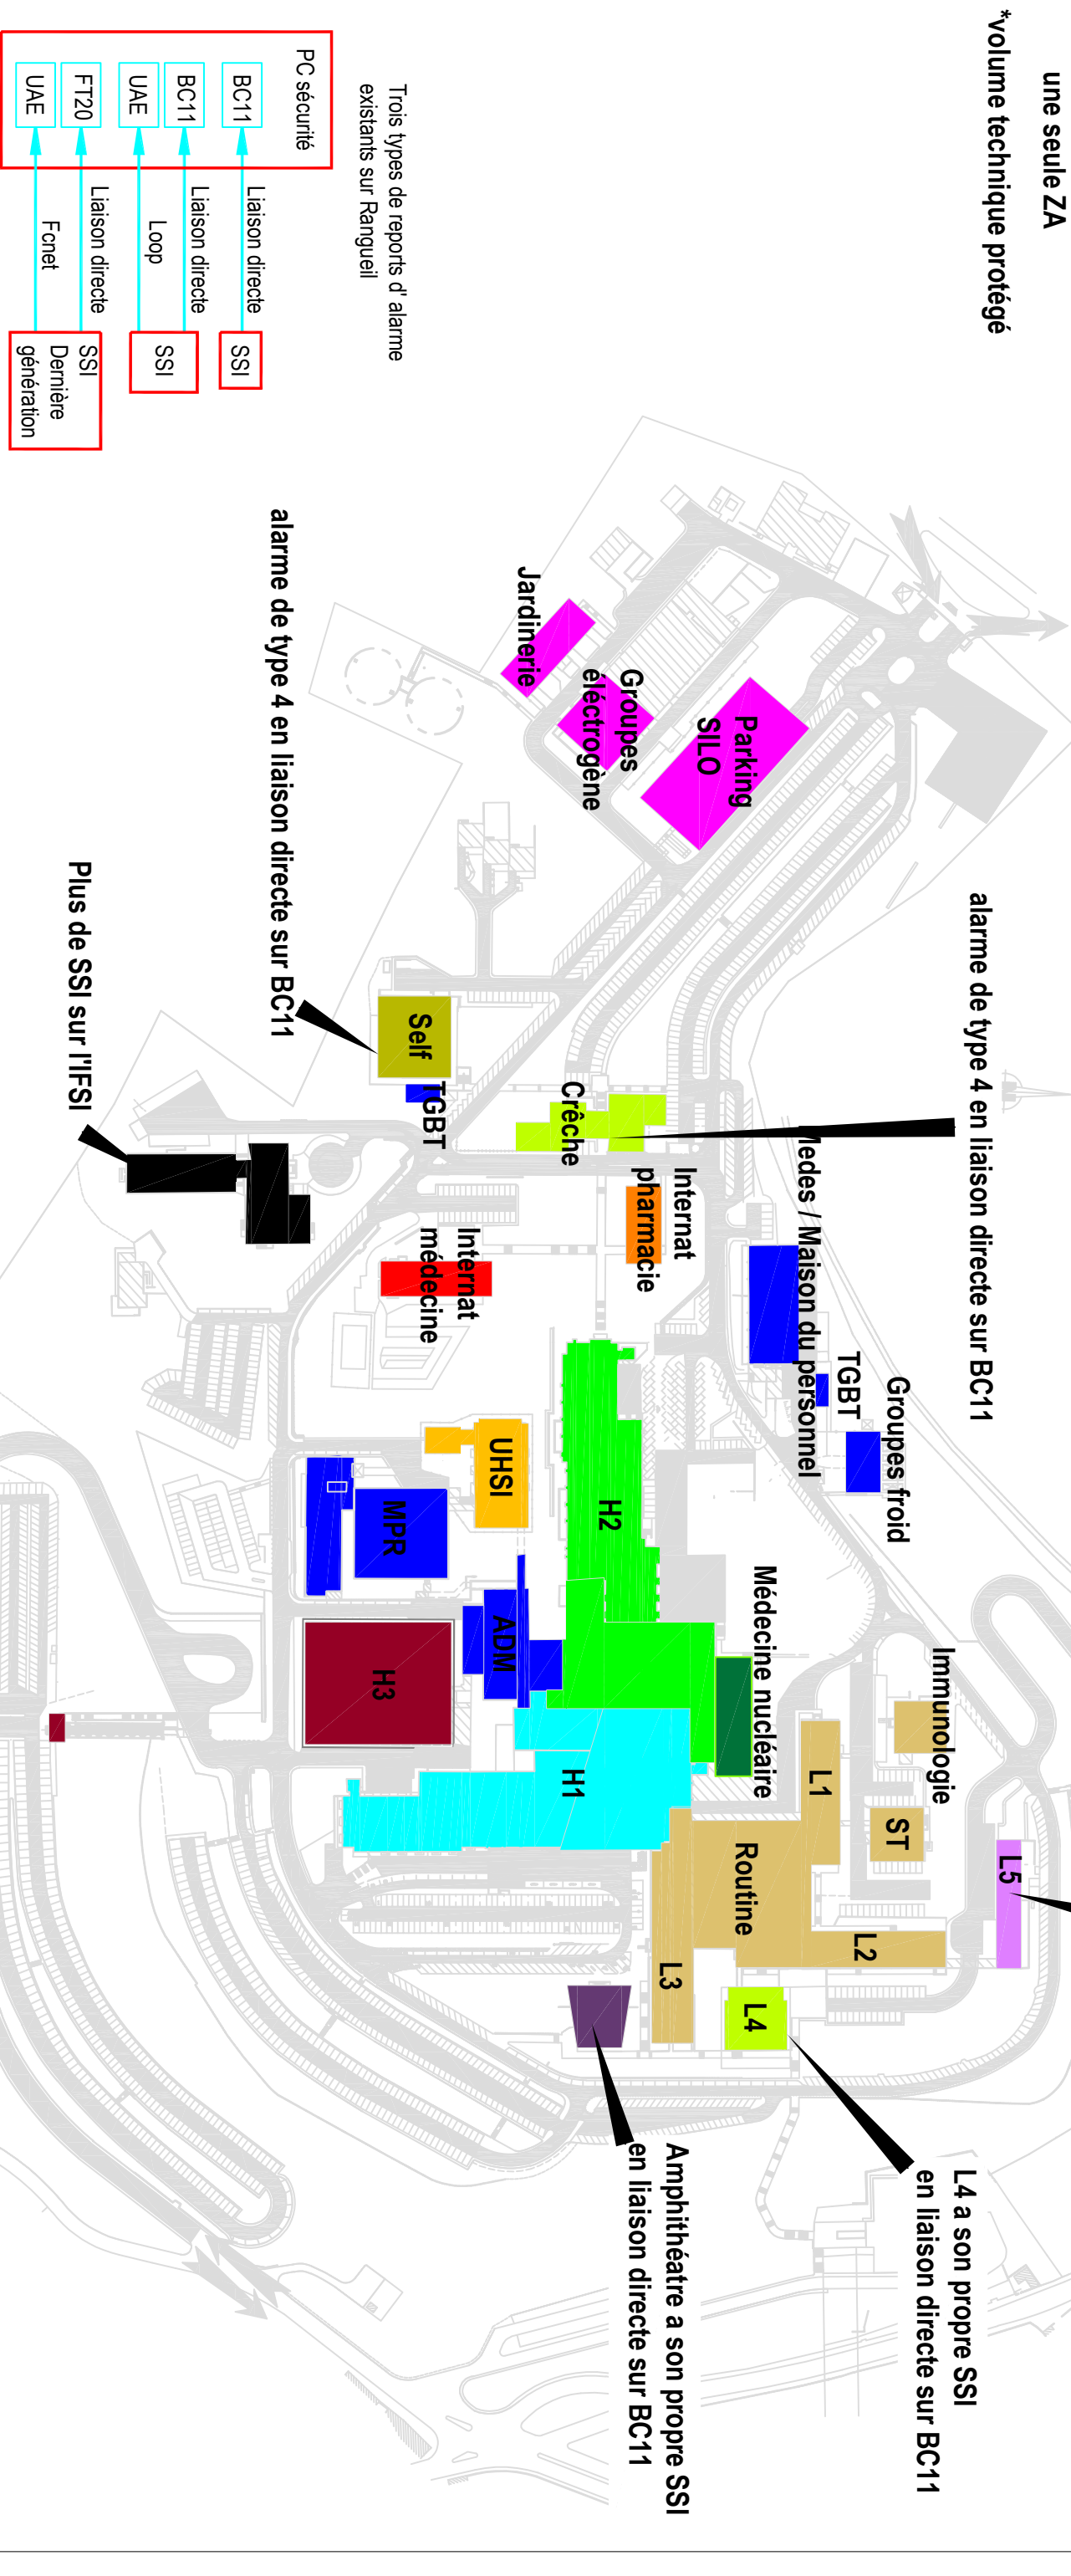 une seule ZA
*volume technique protégé
alarme de type 4 en liaison directe sur BC11
L5
Groupes froid
Immunologie
TGBT
ST
L2
Medes / Maison du personnel
L1
L4 a son propre SSI
en liaison directe sur BC11
Médecine nucléaire
Parking
SILO
Routine
L4
Internat
pharmacie
L3
Amphithéatre a son propre SSI
en liaison directe sur BC11
Groupes
éléctrogène
H2
Crêche
H1
Jardinerie
UHSI
ADM
Internat
médecine
TGBT
Self
MPR
H3
Trois types de reports d' alarme
existants sur Rangueil
alarme de type 4 en liaison directe sur BC11
Plus de SSI sur l'IFSI
PC sécurité
BC11
Liaison directe
SSI
BC11
Liaison directe
UAE
Loop
SSI
FT20
Liaison directe
UAE
Fcnet
SSI
Dernière
génération